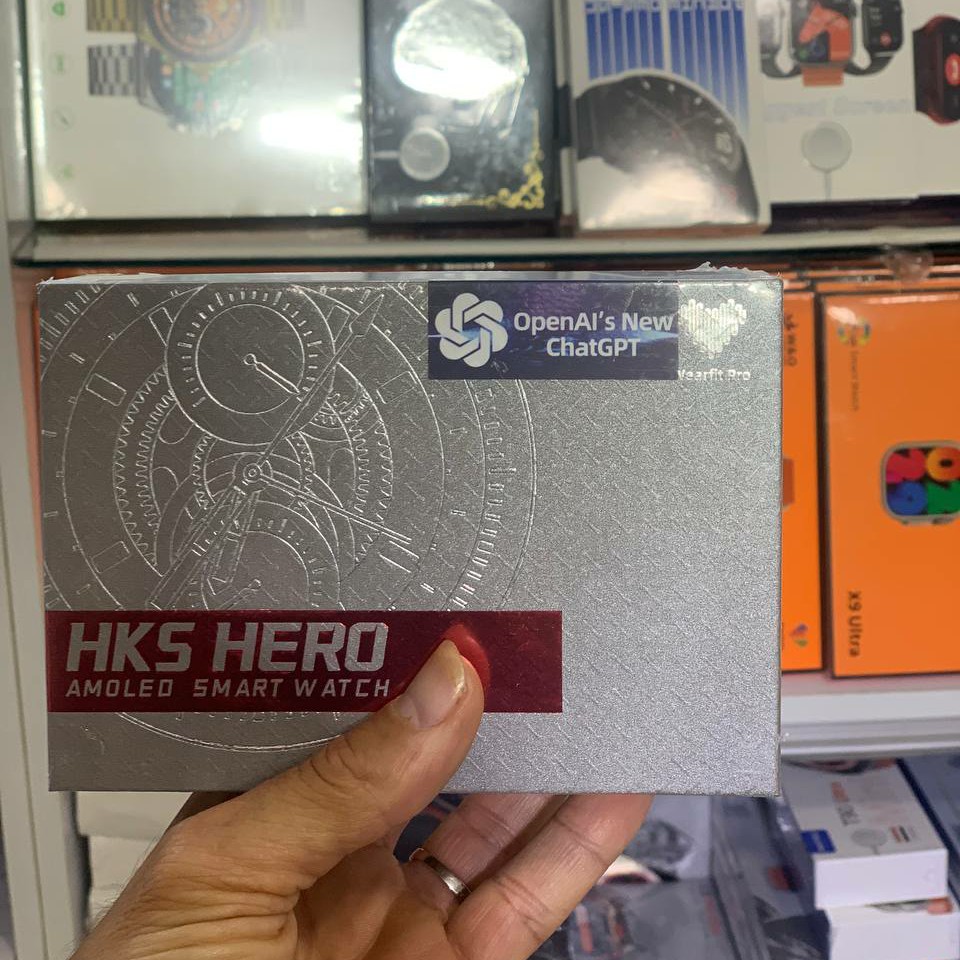 OpenAI's New
ChatGPT
Wearfit Pro
HKS HERO
AMOLED SMART WATCH
X9 Ultra